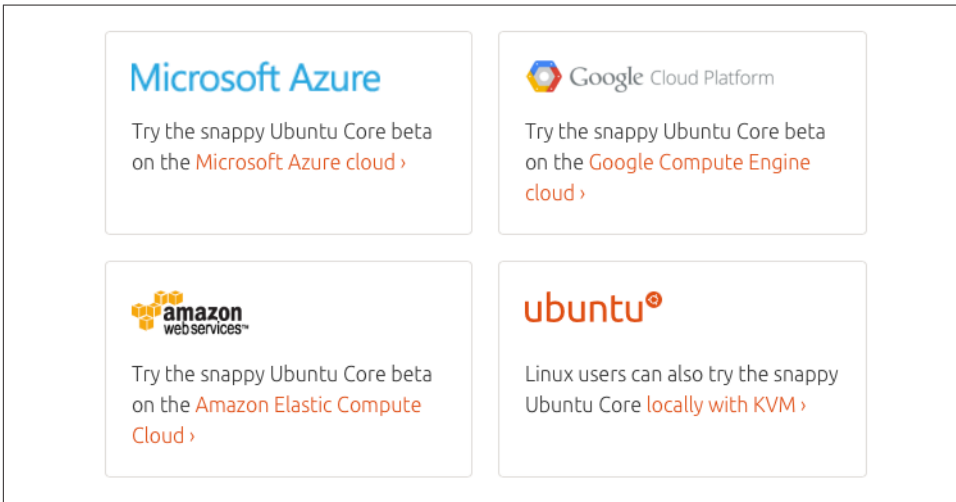 Microsoft Azure
Try the snappy Ubuntu Core beta
on the Microsoft Azure cloud ›
Google Cloud Platform
Try the snappy Ubuntu Core beta
on the Google Compute Engine
cloud ›
amazon
web services™
Try the snappy Ubuntu Core beta
on the Amazon Elastic Compute
Cloud ›
ubuntu
Linux users can also try the snappy
Ubuntu Core locally with KVM ›